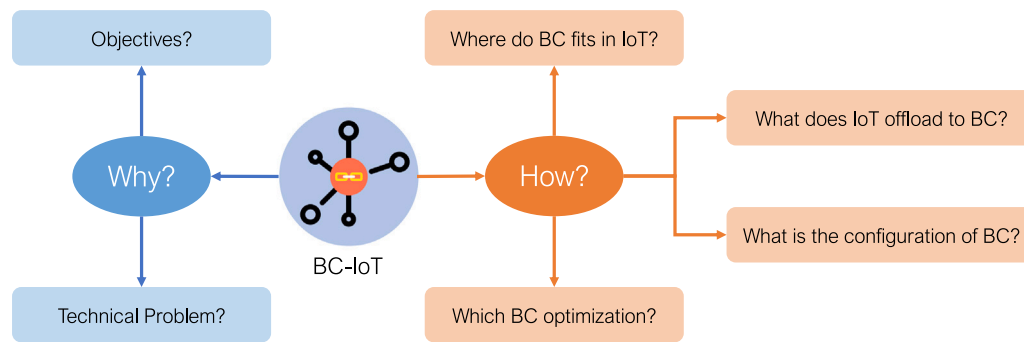 Objectives?
Where do BC fits in IoT?
What does IoT offload to BC?
Why?
How?
What is the configuration of BC?
BC-IoT
Technical Problem?
Which BC optimization?